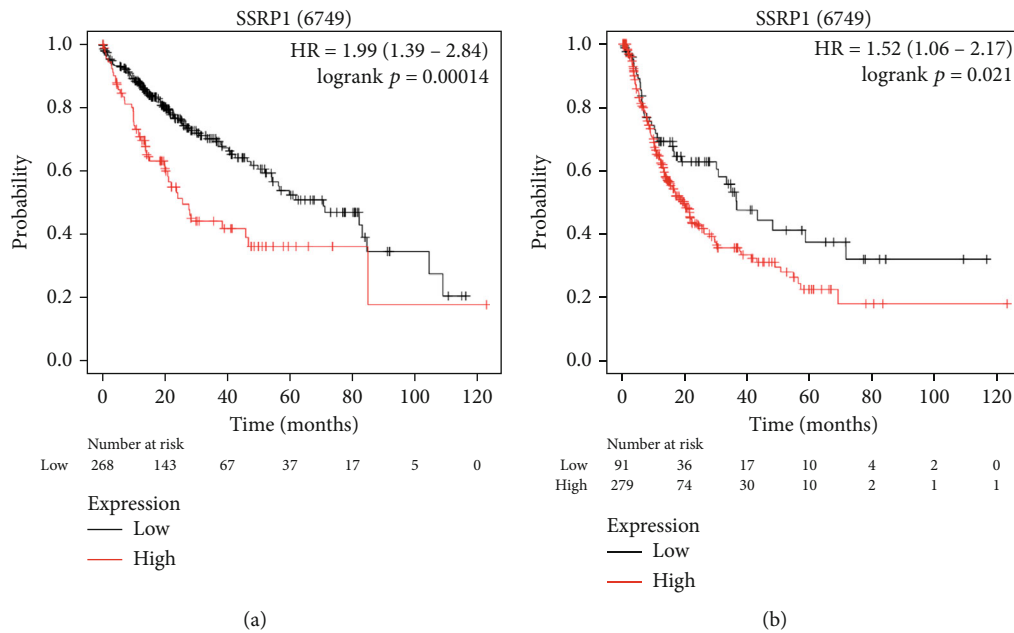 SSRP1 (6749)
HR = 1.99 (1.39 – 2.84)
logrank p = 0.00014
Probability
1.0
0.8
0.6
0.4
0.2
0.0
0 20 40 60 80 100 120
Time (months)
Number at risk
Low 268 143 67 37 17 5 0
Expression
Low
High
(a)
SSRP1 (6749)
HR = 1.52 (1.06 – 2.17)
logrank p = 0.021
Probability
1.0
0.8
0.6
0.4
0.2
0.0
0 20 40 60 80 100 120
Time (months)
Number at risk
Low 91 36 17 10 4 2 0
High 279 74 30 10 2 1 1
Expression
Low
High
(b)